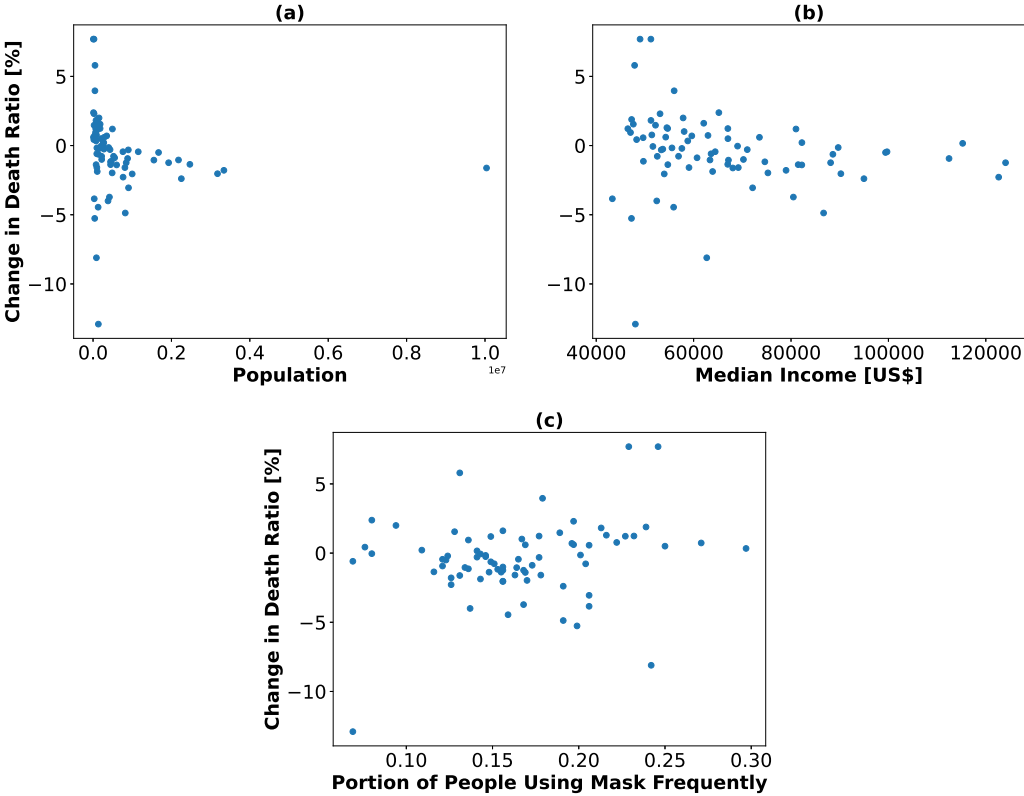 (a)
Change in Death Ratio [%]
5
0
−5
−10
0.0 0.2 0.4 0.6 0.8 1.0
1e7
Population
(b)
5
0
−5
−10
40000 60000 80000 100000 120000
Median Income [US$]
(c)
Change in Death Ratio [%]
5
0
−5
−10
0.10 0.15 0.20 0.25 0.30
Portion of People Using Mask Frequently